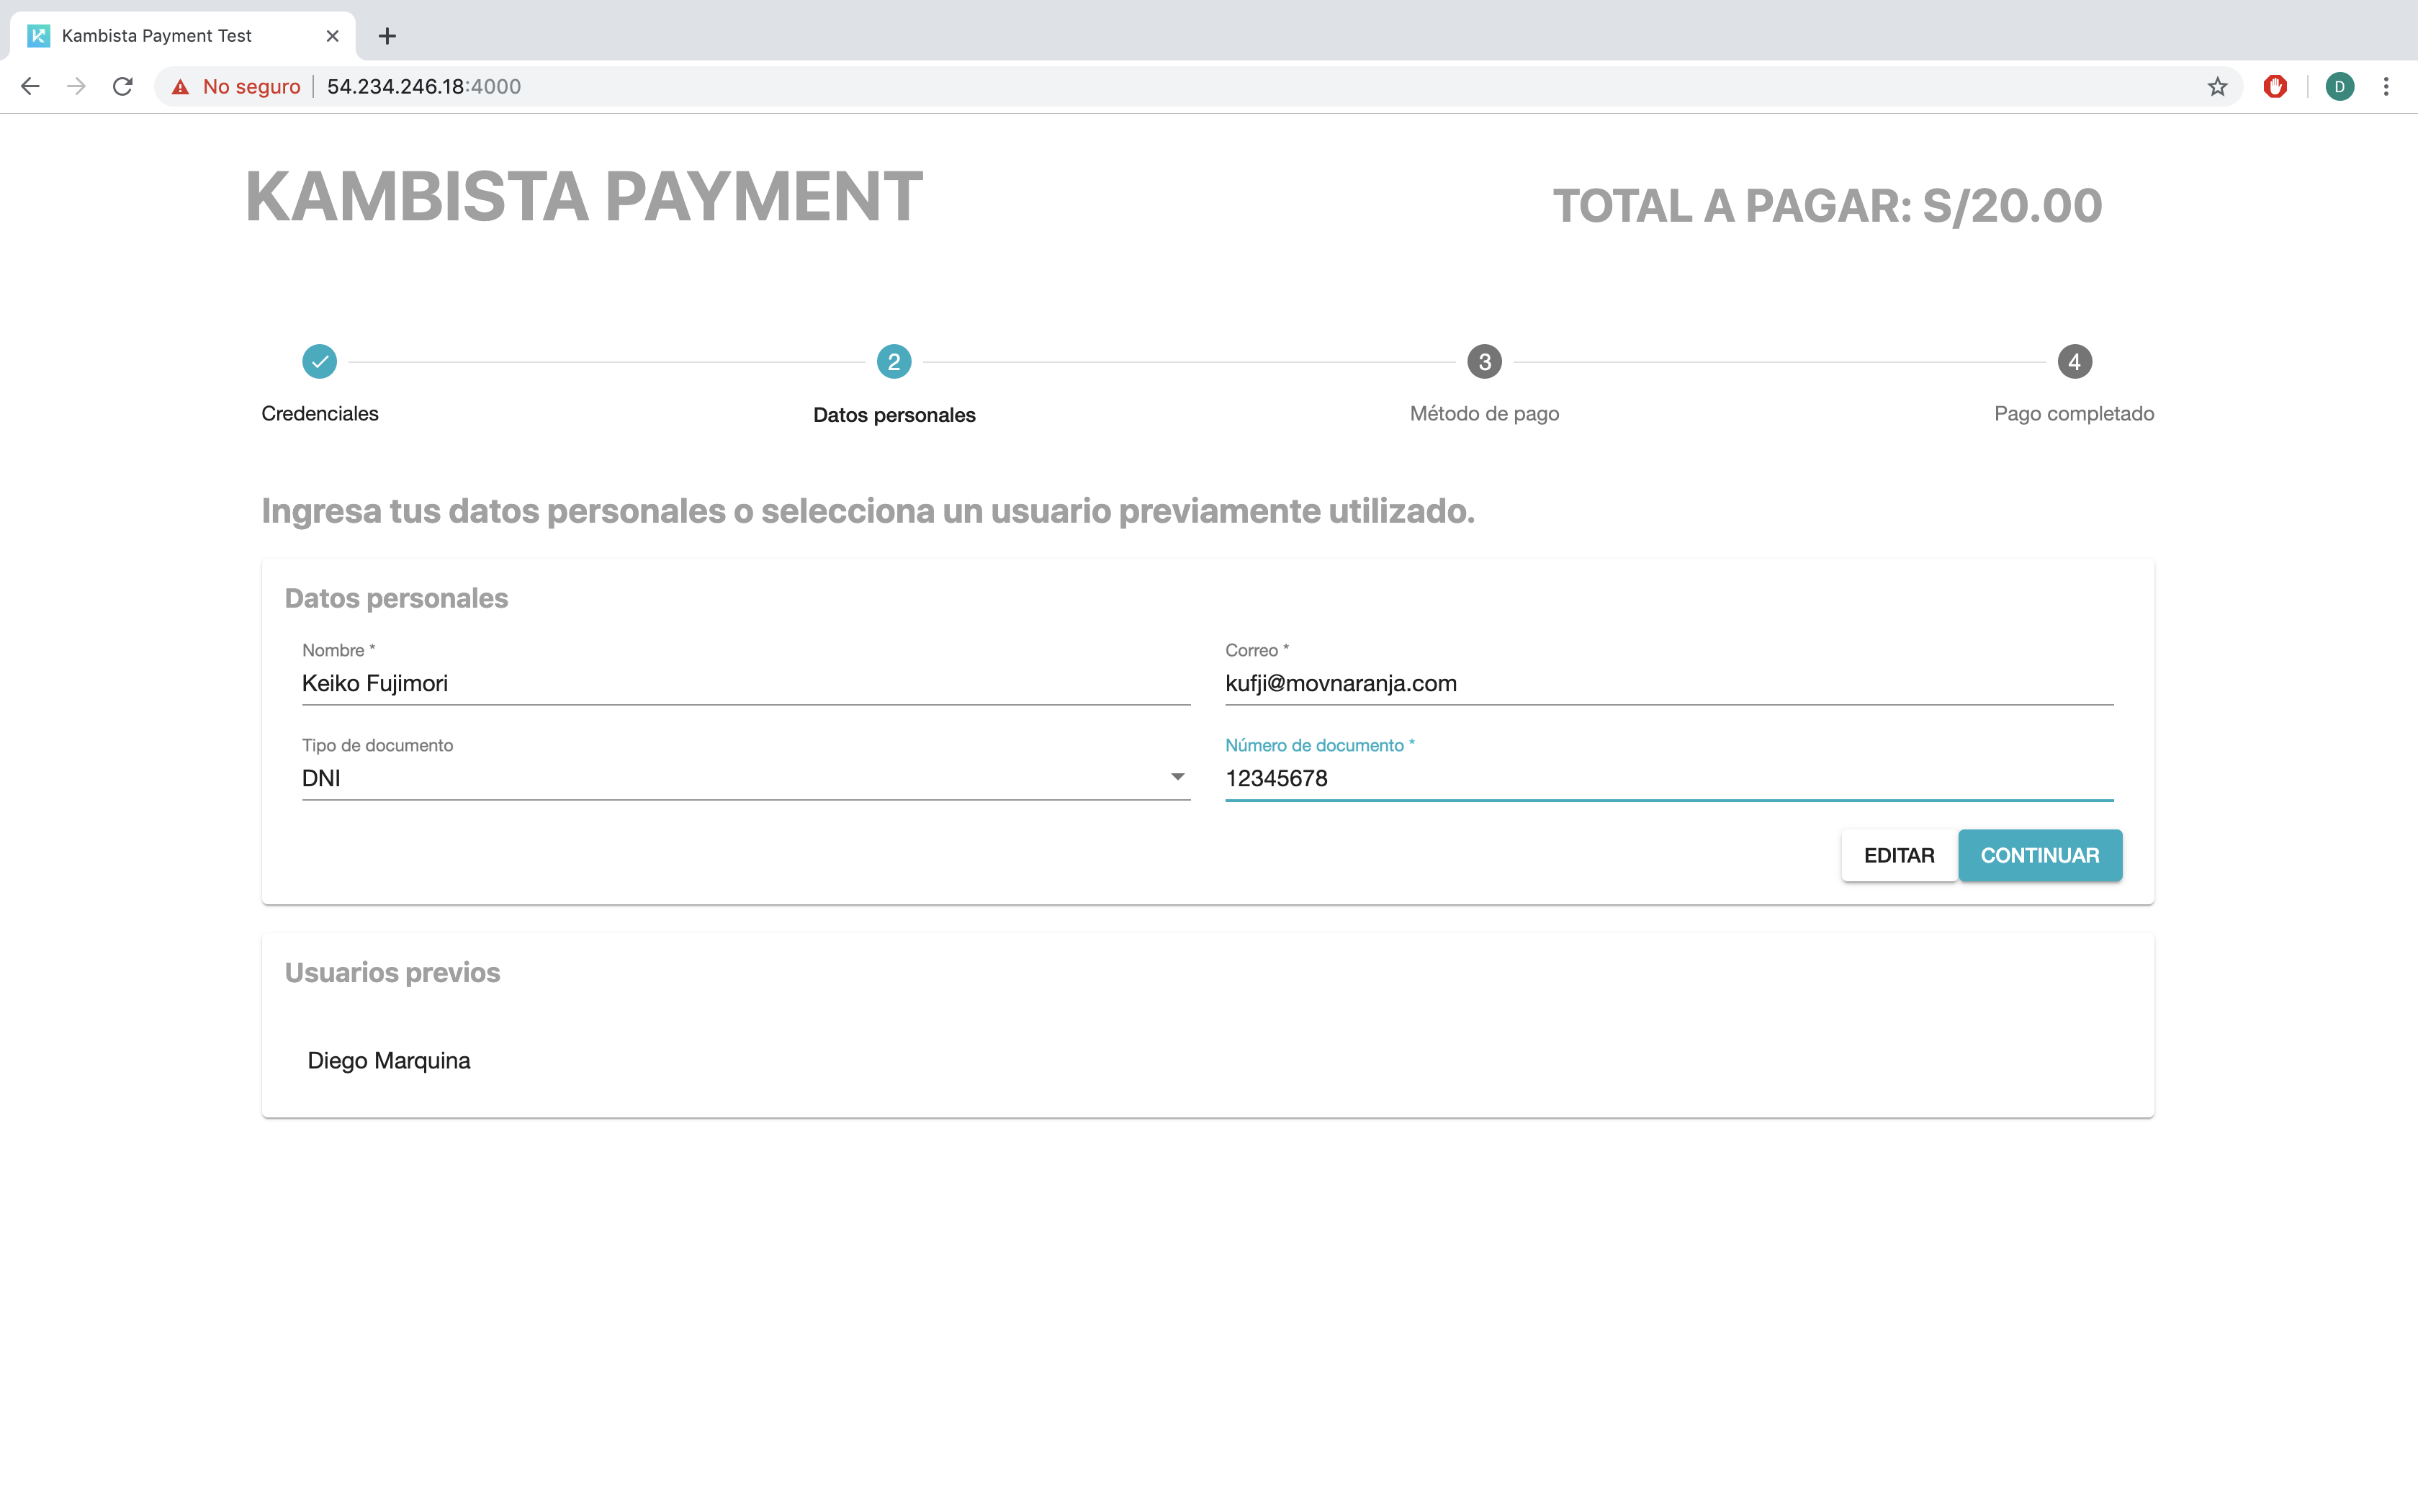 Kambista Payment Test
No seguro | 54.234.246.18:4000
D
KAMBISTA PAYMENT
TOTAL A PAGAR: S/20.00
2
3
4
Credenciales
Datos personales
Método de pago
Pago completado
Ingresa tus datos personales o selecciona un usuario previamente utilizado.
Datos personales
Nombre *
Correo *
Keiko Fujimori
kufji@movnaranja.com
Tipo de documento
Número de documento *
DNI
12345678
EDITAR
CONTINUAR
Usuarios previos
Diego Marquina